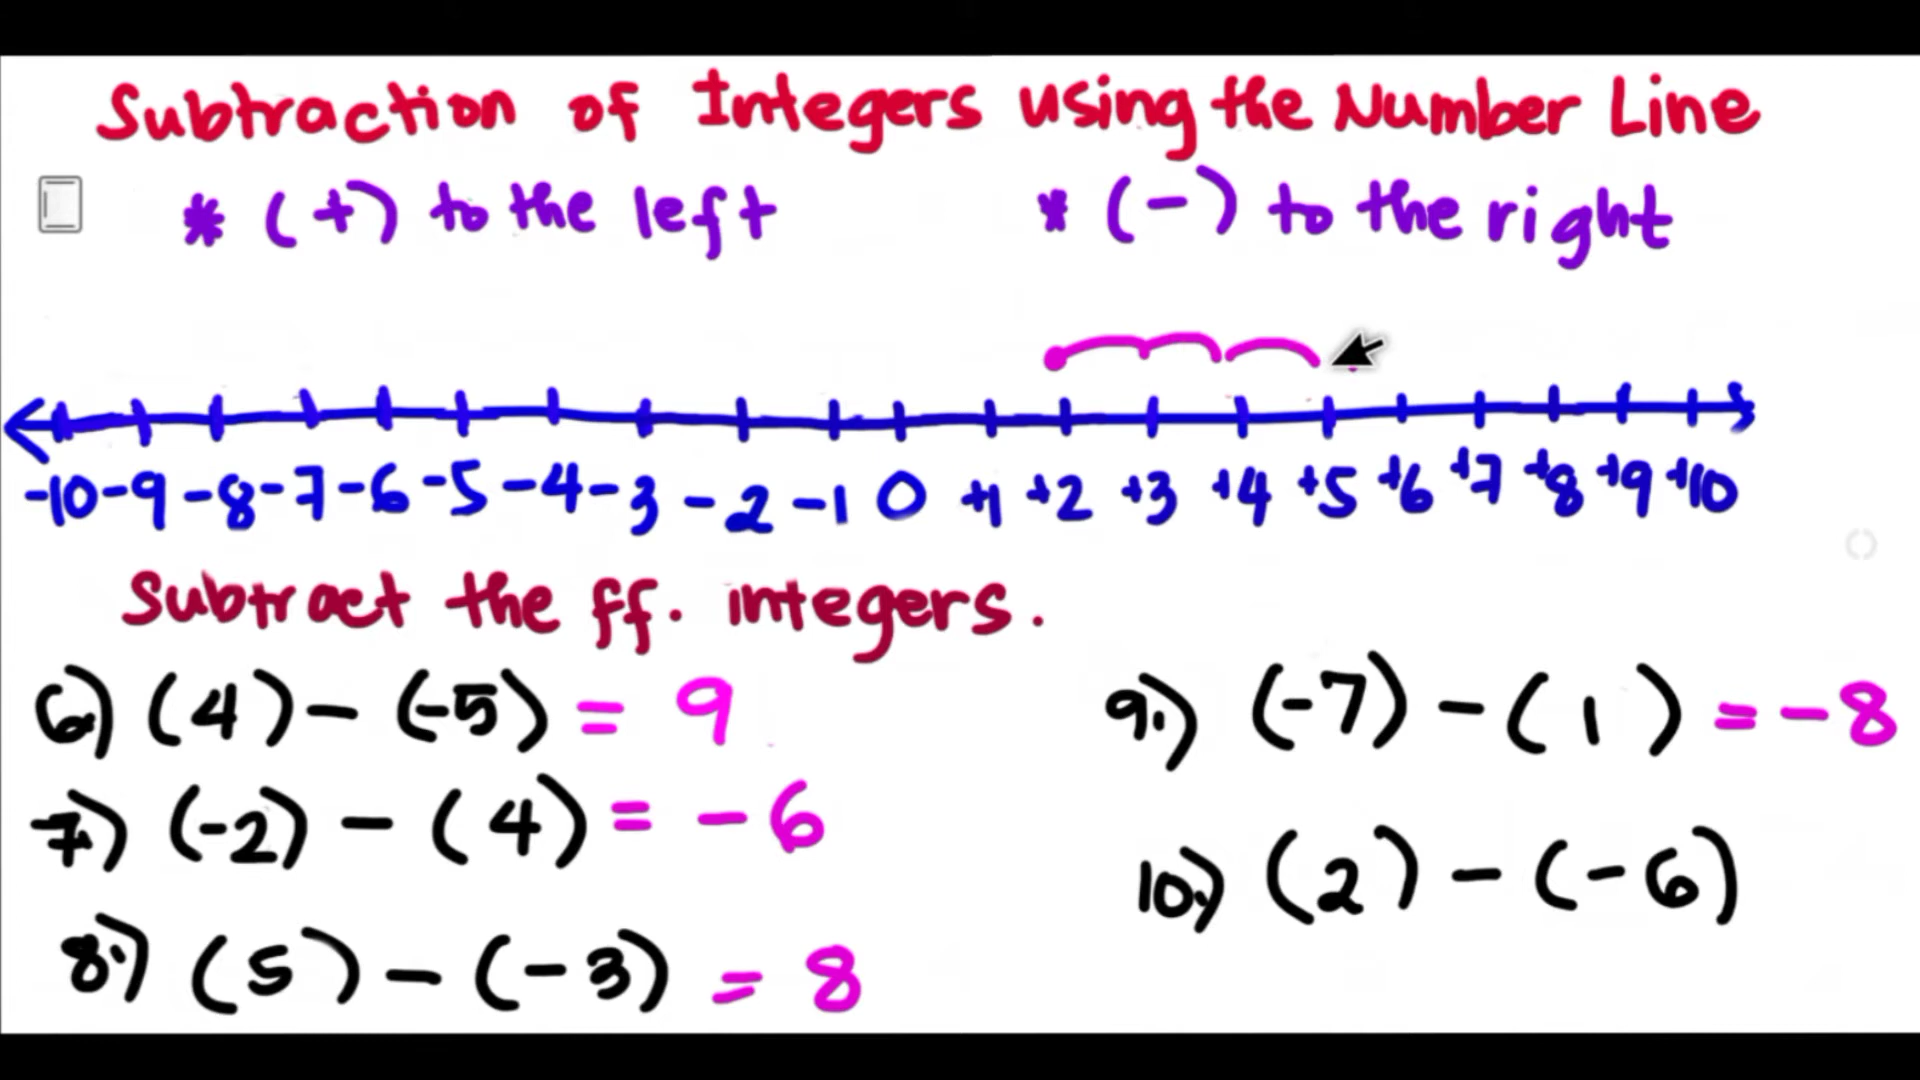 Subtraction of Integers using the Number Line
* (+) to the left * (-) to the right
-10 -9 -8 -7 -6 -5 -4 -3 -2 -1 0 +1 +2 +3 +4 +5 +6 +7 +8 +9 +10
Subtract the ff. integers.
6.) (4) - (-5) = 9
7.) (-2) - (4) = -6
8.) (5) - (-3) = 8
9.) (-7) - (1) = -8
10.) (2) - (-6)